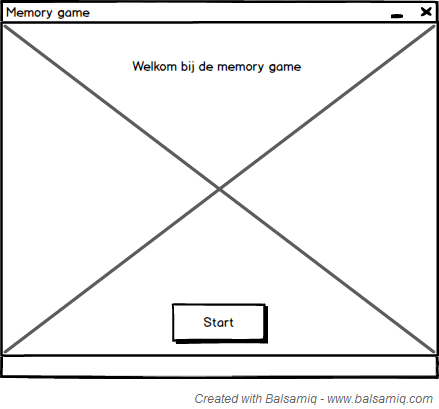 Memory game
Welkom bij de memory game
Start
Created with Balsamiq - www.balsamiq.com